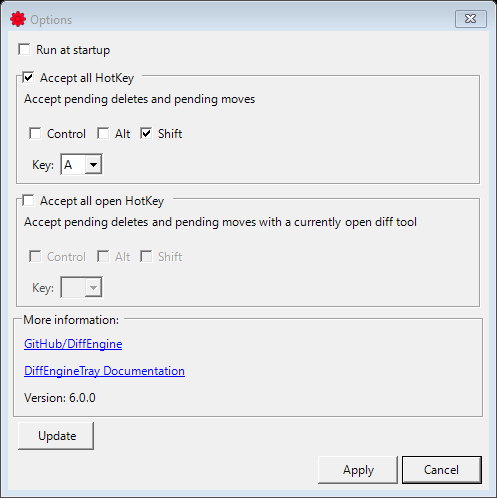 Options
Run at startup
Accept all HotKey
Accept pending deletes and pending moves
Control Alt Shift
Key: A
Accept all open HotKey
Accept pending deletes and pending moves with a currently open diff tool
Control Alt Shift
Key:
More information:
GitHub/DiffEngine
DiffEngineTray Documentation
Version: 6.0.0
Update
Apply Cancel